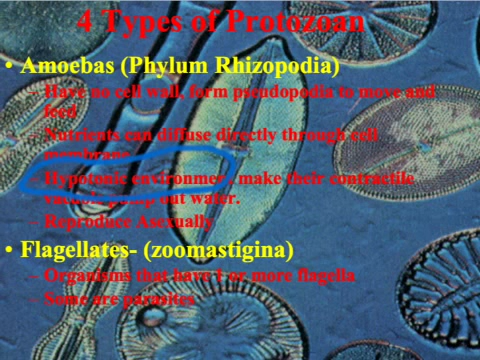 4 Types of Protozoan
• Amoebas (Phylum Rhizopodia)
– Have no cell wall, form pseudopodia to move and
feed
– Nutrients can diffuse directly through cell
membrane
– Hypotonic environment, make their contractile
vacuole pump out water.
– Reproduce Asexually
• Flagellates- (zoomastigina)
– Organisms that have 1 or more flagella
– Some are parasites